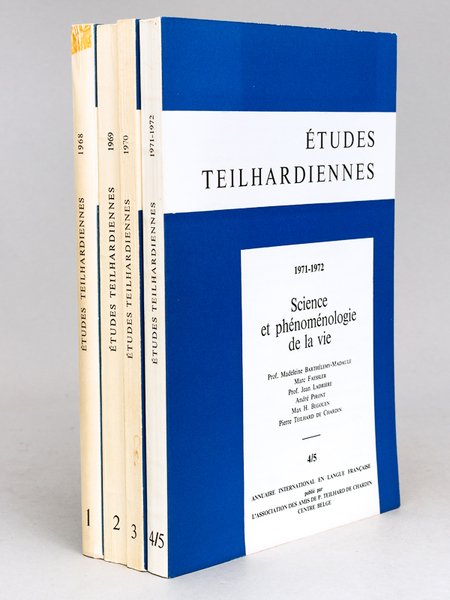 1968
ÉTUDES TEILHARDIENNES
1
1969
ÉTUDES TEILHARDIENNES
2
1970
ÉTUDES TEILHARDIENNES
3
1971-1972
ÉTUDES TEILHARDIENNES
4/5
ÉTUDES
TEILHARDIENNES
1971-1972
Science
et phénoménologie
de la vie
Prof. Madeleine BARTHÉLEMY-MADAULE
Marc FAESSLER
Prof. Jean LADRIÈRE
André PIRONT
Max H. BEGOUEN
Pierre TEILHARD DE CHARDIN
4/5
ANNUAIRE INTERNATIONAL EN LANGUE FRANÇAISE
publié par
L'ASSOCIATION DES AMIS DE P. TEILHARD DE CHARDIN
CENTRE BELGE